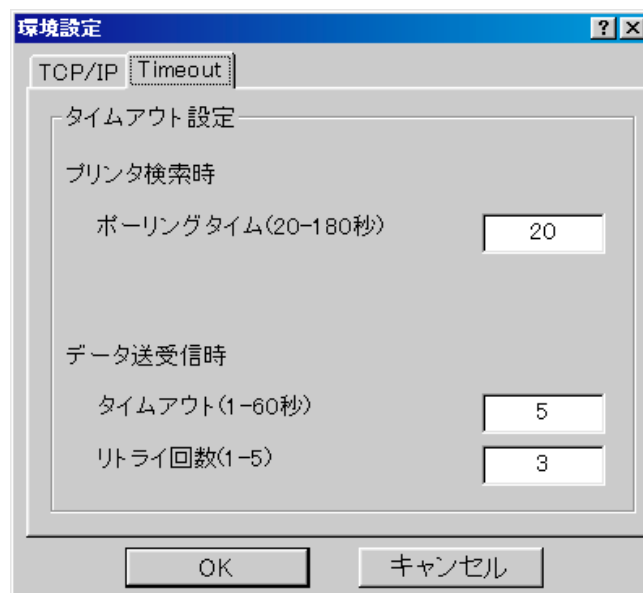 環境設定
TCP/IP Timeout
タイムアウト設定
プリンタ検索時
ポーリングタイム(20-180秒) 20
データ送受信時
タイムアウト(1-60秒) 5
リトライ回数(1-5) 3
OK キャンセル